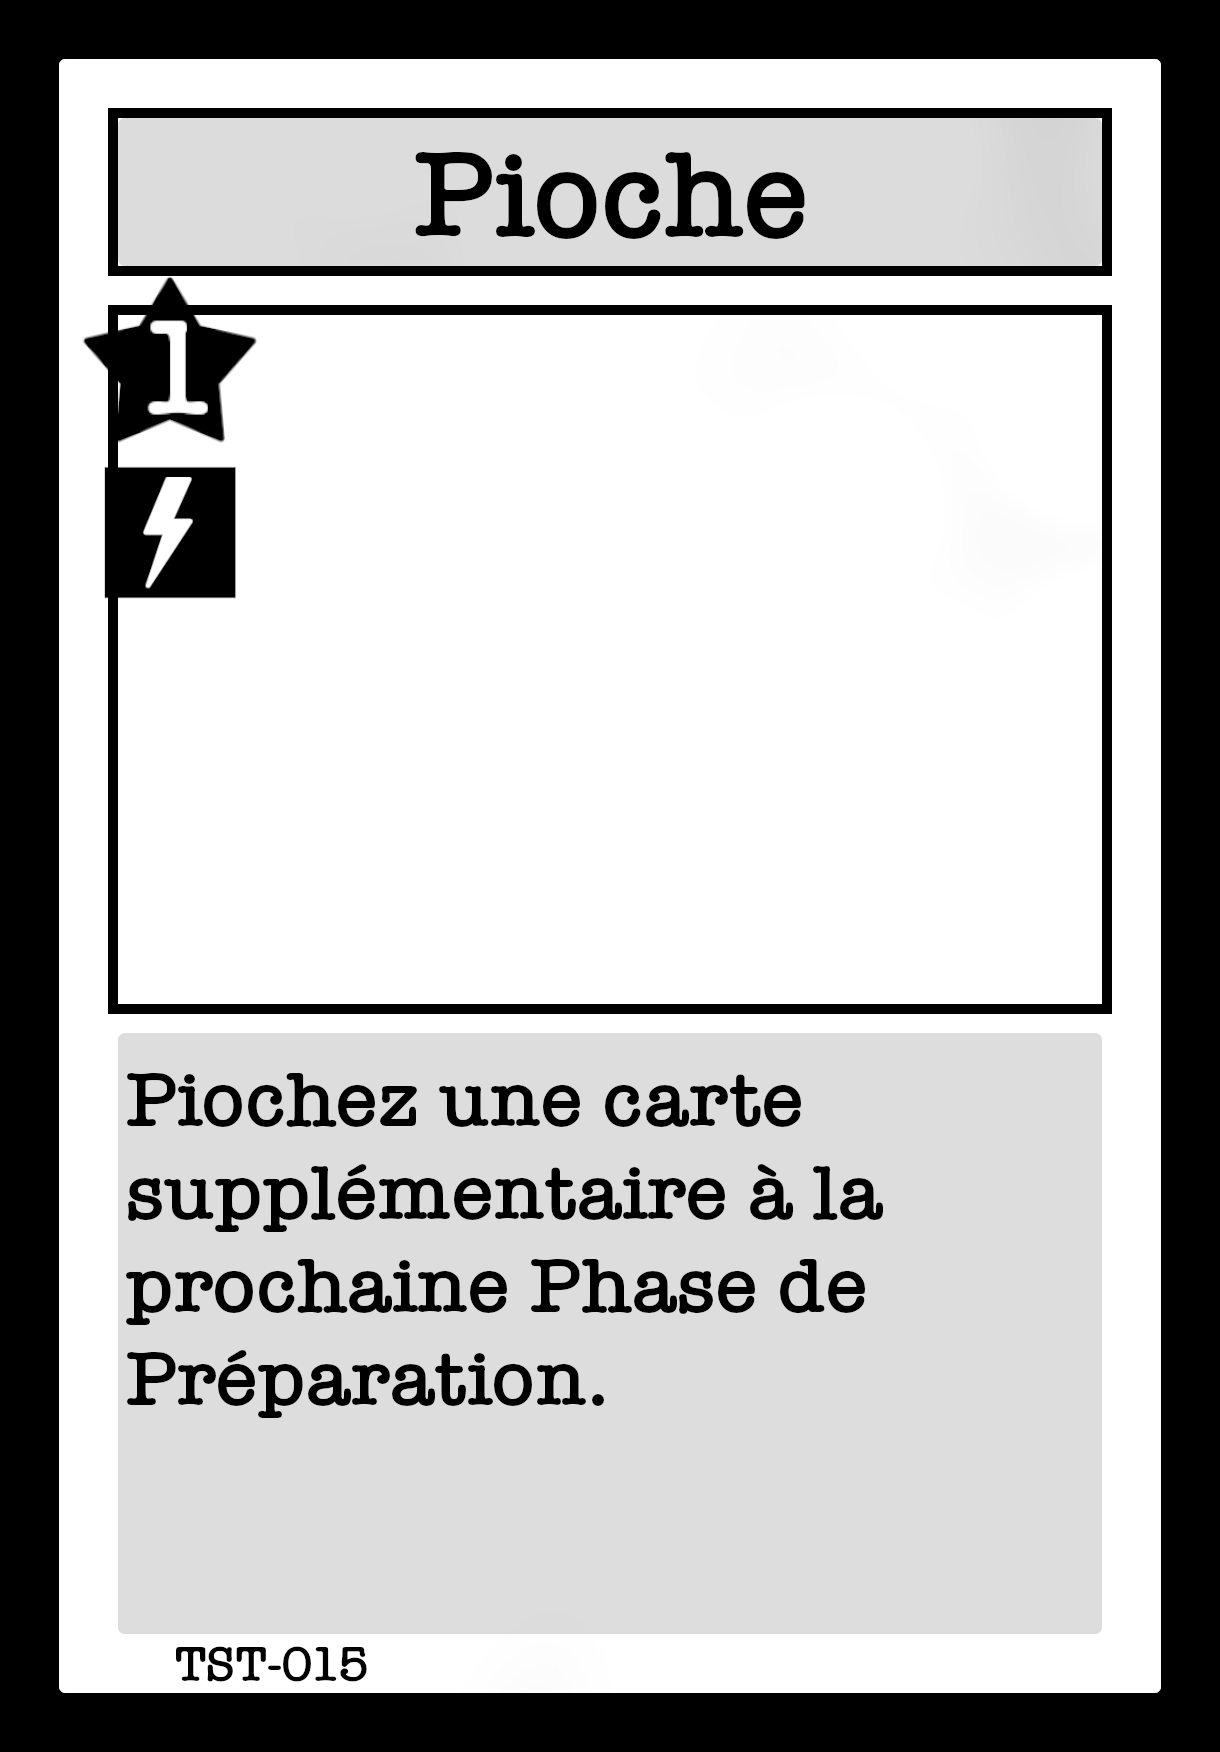 Pioche
1
Piochez une carte
supplémentaire à la
prochaine Phase de
Préparation.
TST-015